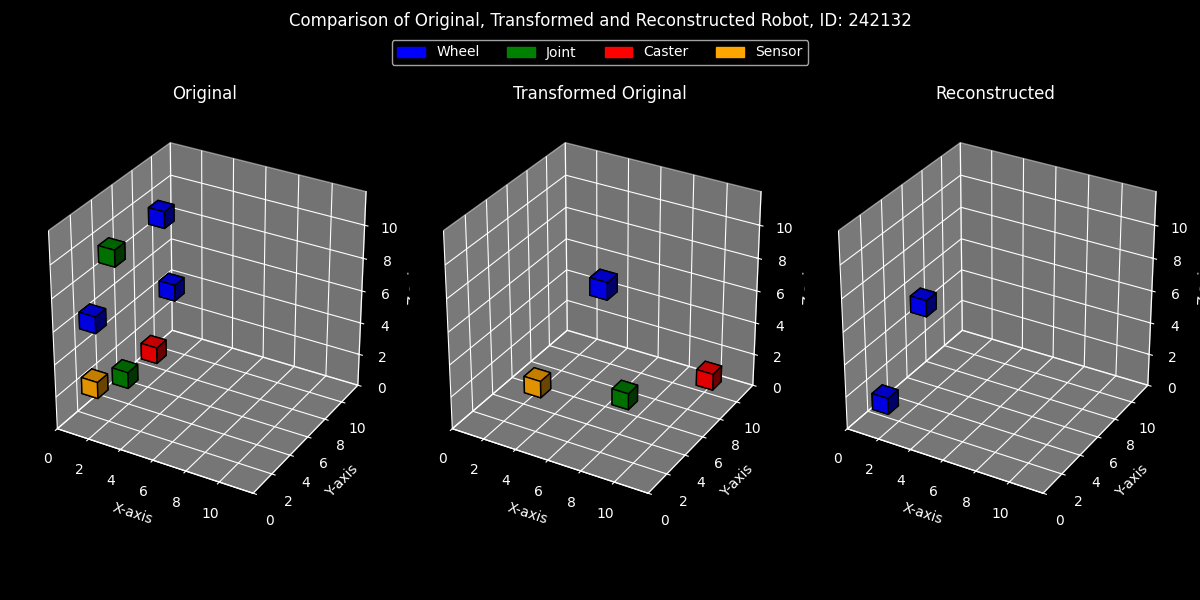 Comparison of Original, Transformed and Reconstructed Robot, ID: 242132
Wheel Joint Caster Sensor
Original Transformed Original Reconstructed
10 10 10
8 8 8
6 6 6
4 4 4
2 2 2
0 0 0
0 2 4 6 8 10 0 2 4 6 8 10 0 2 4 6 8 10
0 2 4 6 8 10 0 2 4 6 8 10 0 2 4 6 8 10
X-axis Y-axis X-axis Y-axis X-axis Y-axis